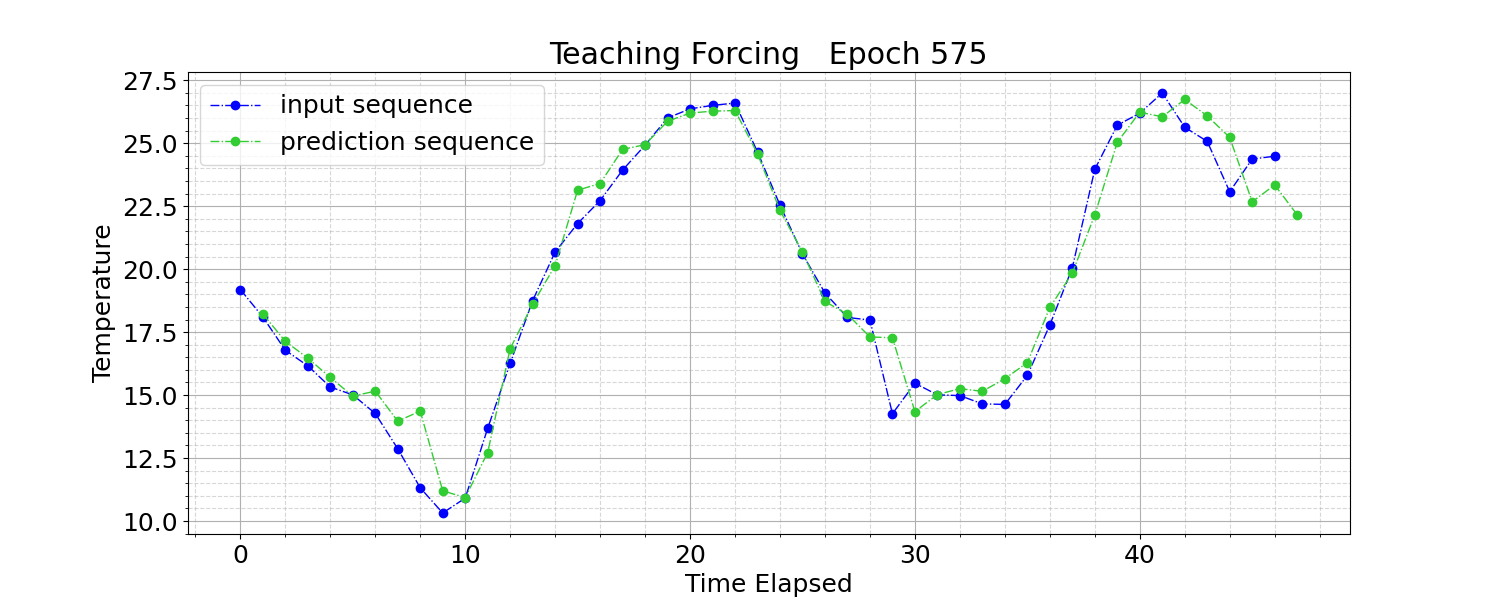 Teaching Forcing   Epoch 575
27.5
25.0
22.5
20.0
17.5
15.0
12.5
10.0
Temperature
input sequence
prediction sequence
0 10 20 30 40
Time Elapsed